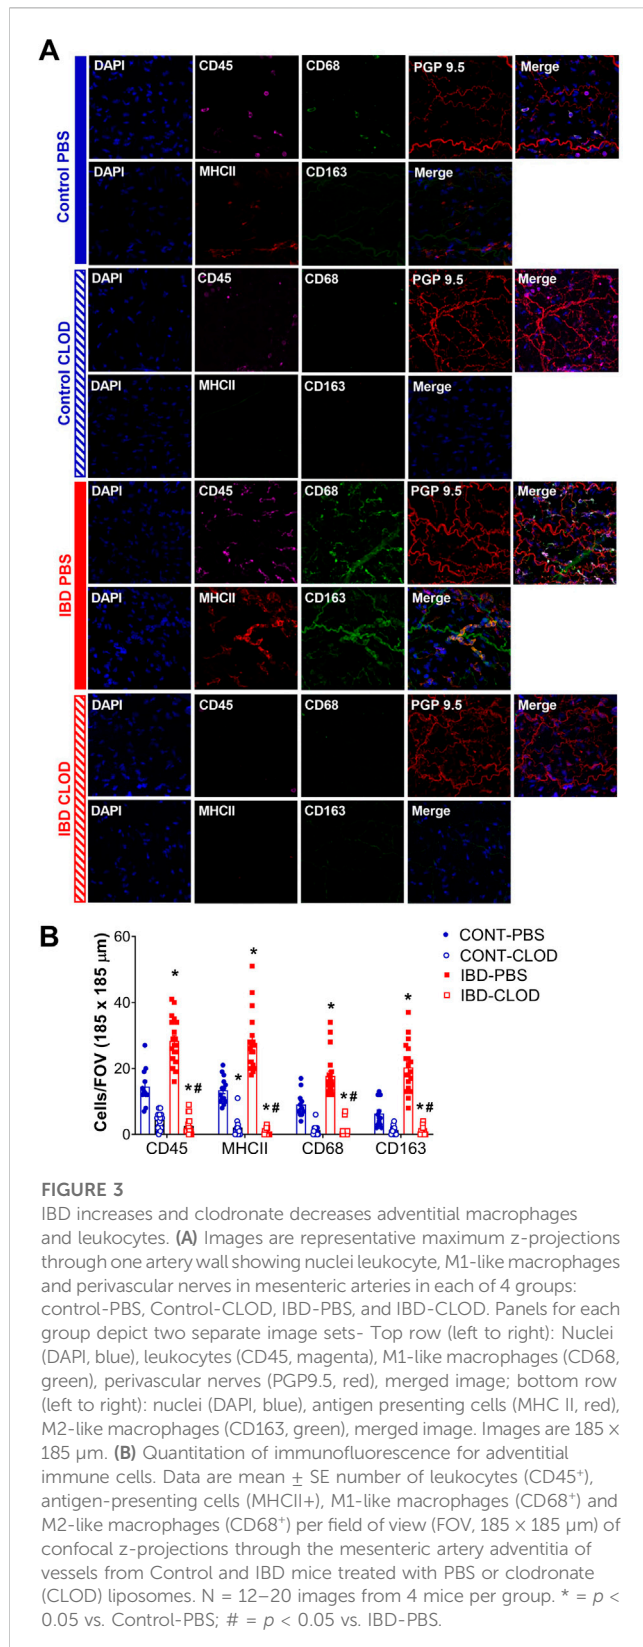 A
Control PBS
DAPI CD45 CD68 PGP 9.5 Merge
DAPI MHCII CD163 Merge
Control CLOD
DAPI CD45 CD68 PGP 9.5 Merge
DAPI MHCII CD163 Merge
IBD PBS
DAPI CD45 CD68 PGP 9.5 Merge
DAPI MHCII CD163 Merge
IBD CLOD
DAPI CD45 CD68 PGP 9.5 Merge
DAPI MHCII CD163 Merge
B
Cells/FOV (185 x 185 µm)
60
40
20
0
* * * *
* *# *# *# *#
CD45 MHCII CD68 CD163
CONT-PBS
CONT-CLOD
IBD-PBS
IBD-CLOD
FIGURE 3
IBD increases and clodronate decreases adventitial macrophages
and leukocytes. (A) Images are representative maximum z-projections
through one artery wall showing nuclei leukocyte, M1-like macrophages
and perivascular nerves in mesenteric arteries in each of 4 groups:
control-PBS, Control-CLOD, IBD-PBS, and IBD-CLOD. Panels for each
group depict two separate image sets- Top row (left to right): Nuclei
(DAPI, blue), leukocytes (CD45, magenta), M1-like macrophages (CD68,
green), perivascular nerves (PGP9.5, red), merged image; bottom row
(left to right): nuclei (DAPI, blue), antigen presenting cells (MHC II, red),
M2-like macrophages (CD163, green), merged image. Images are 185 ×
185 µm. (B) Quantitation of immunofluorescence for adventitial
immune cells. Data are mean ± SE number of leukocytes (CD45⁺),
antigen-presenting cells (MHCII+), M1-like macrophages (CD68⁺) and
M2-like macrophages (CD68⁺) per field of view (FOV, 185 × 185 µm) of
confocal z-projections through the mesenteric artery adventitia of
vessels from Control and IBD mice treated with PBS or clodronate
(CLOD) liposomes. N = 12–20 images from 4 mice per group. * = p <
0.05 vs. Control-PBS; # = p < 0.05 vs. IBD-PBS.